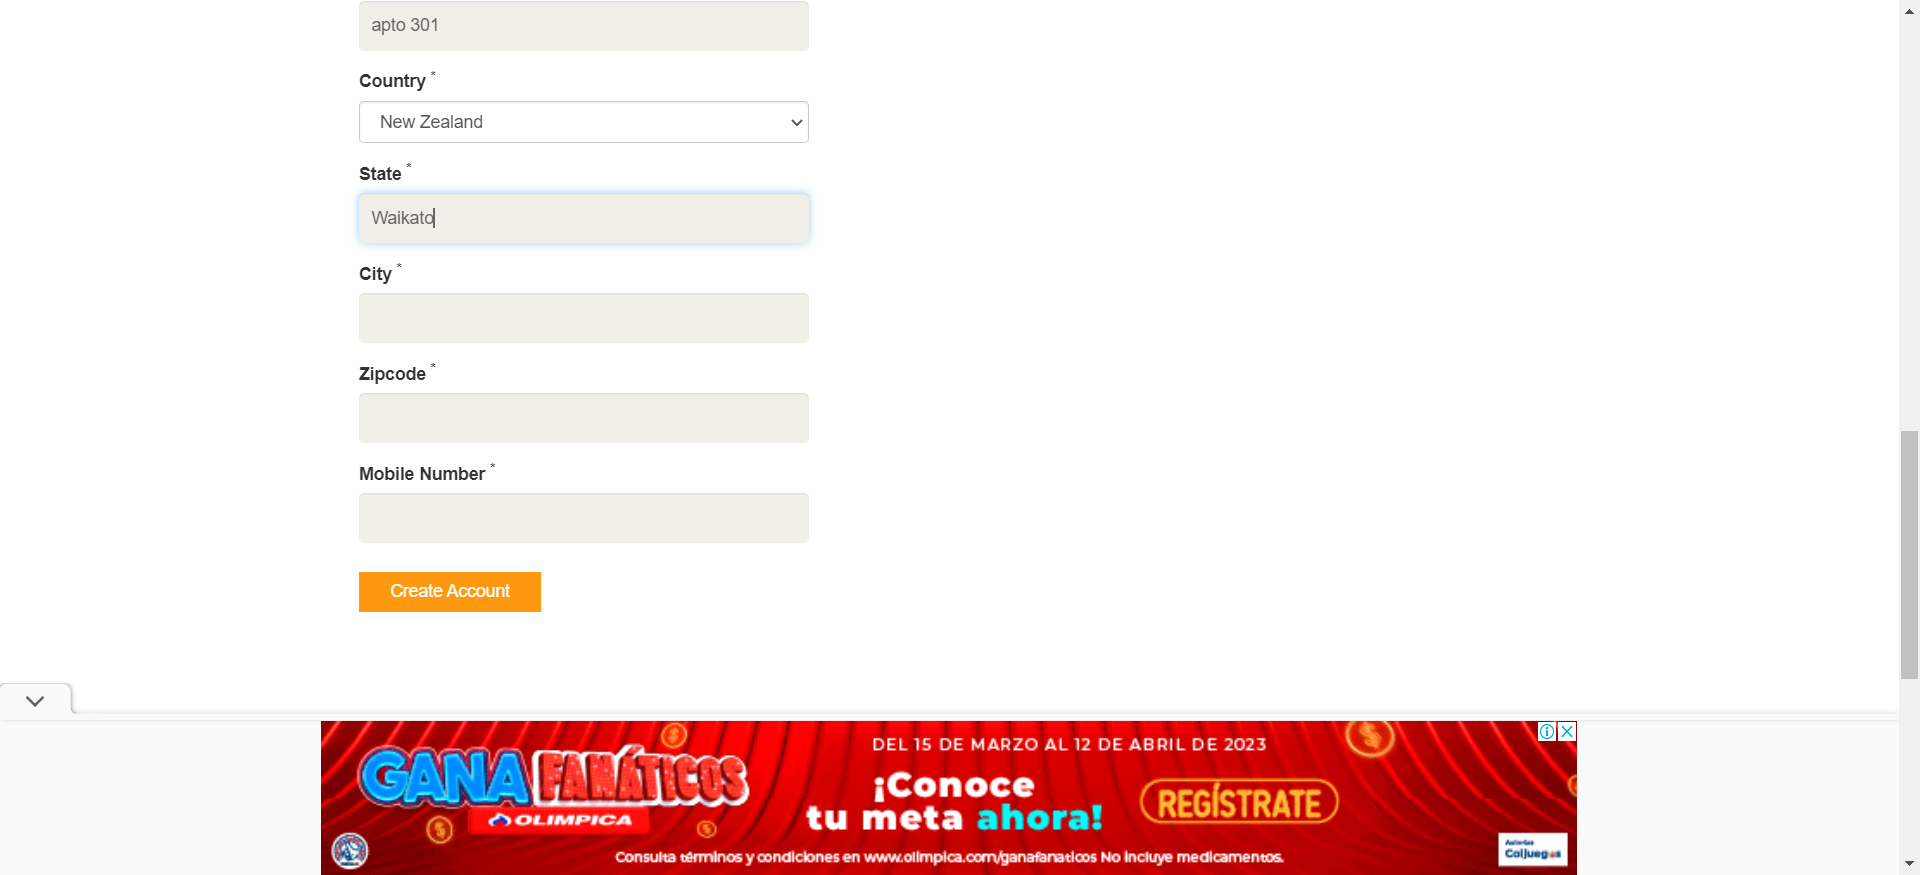 apto 301
Country *
New Zealand
State *
Waikato
City *
Zipcode *
Mobile Number *
Create Account
DEL 15 DE MARZO AL 12 DE ABRIL DE 2023
GANA FANÁTICOS
OLIMPICA
¡Conoce
tu meta ahora!
REGÍSTRATE
Autoriza
Coljuegos
Consulta términos y condiciones en www.olimpica.com/ganafanaticos No incluye medicamentos.